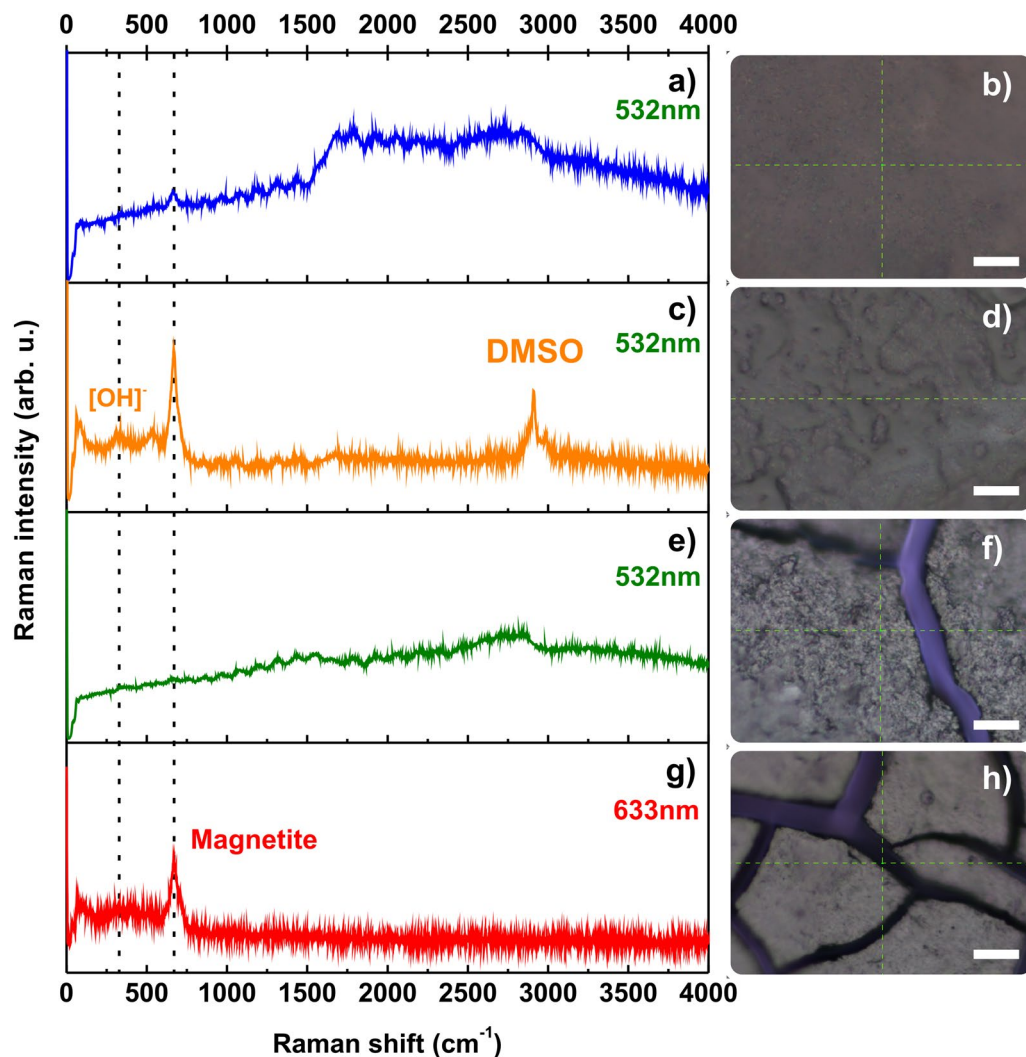 0 500 1000 1500 2000 2500 3000 3500 4000
a)
532nm
b)
c)
532nm
DMSO
[OH]-
d)
e)
532nm
f)
g)
633nm
Magnetite
h)
0 500 1000 1500 2000 2500 3000 3500 4000
Raman shift (cm-1)
Raman intensity (arb. u.)